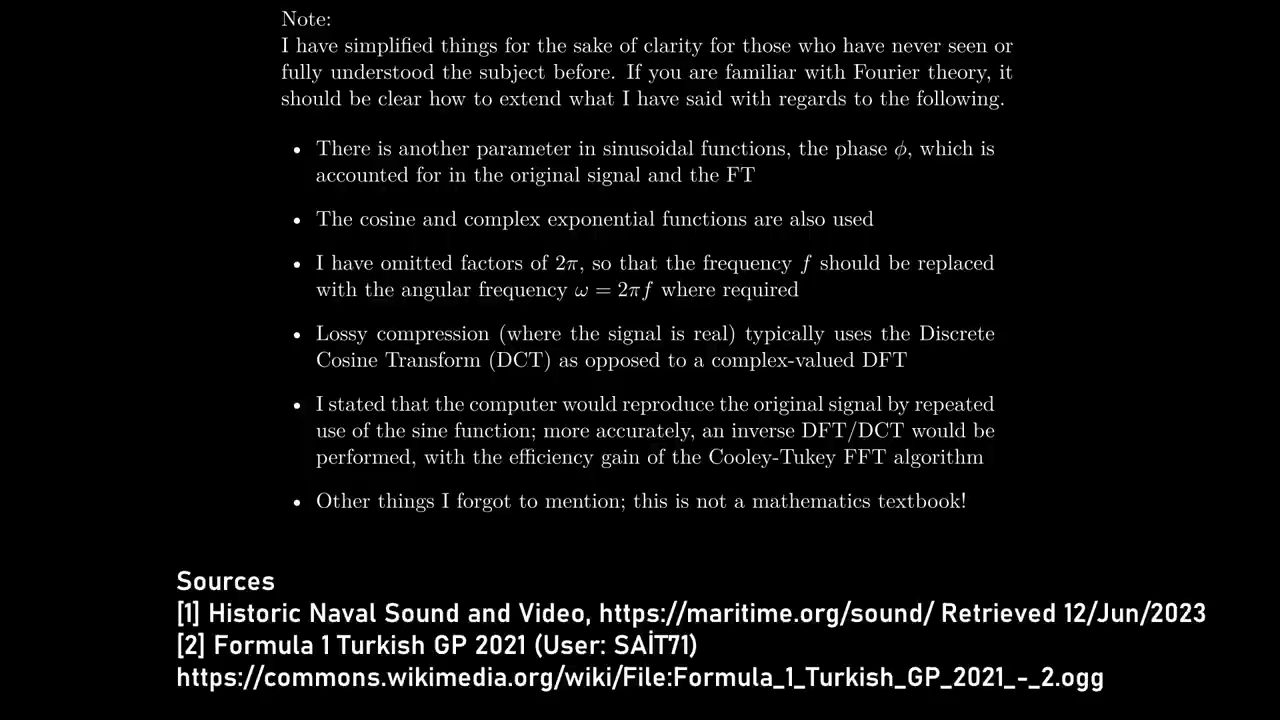 Note:
I have simplified things for the sake of clarity for those who have never seen or
fully understood the subject before. If you are familiar with Fourier theory, it
should be clear how to extend what I have said with regards to the following.
• There is another parameter in sinusoidal functions, the phase ϕ, which is
accounted for in the original signal and the FT
• The cosine and complex exponential functions are also used
• I have omitted factors of 2π, so that the frequency f should be replaced
with the angular frequency ω = 2πf where required
• Lossy compression (where the signal is real) typically uses the Discrete
Cosine Transform (DCT) as opposed to a complex-valued DFT
• I stated that the computer would reproduce the original signal by repeated
use of the sine function; more accurately, an inverse DFT/DCT would be
performed, with the efficiency gain of the Cooley-Tukey FFT algorithm
• Other things I forgot to mention; this is not a mathematics textbook!
Sources
[1] Historic Naval Sound and Video, https://maritime.org/sound/ Retrieved 12/Jun/2023
[2] Formula 1 Turkish GP 2021 (User: SAİT71)
https://commons.wikimedia.org/wiki/File:Formula_1_Turkish_GP_2021_-_2.ogg